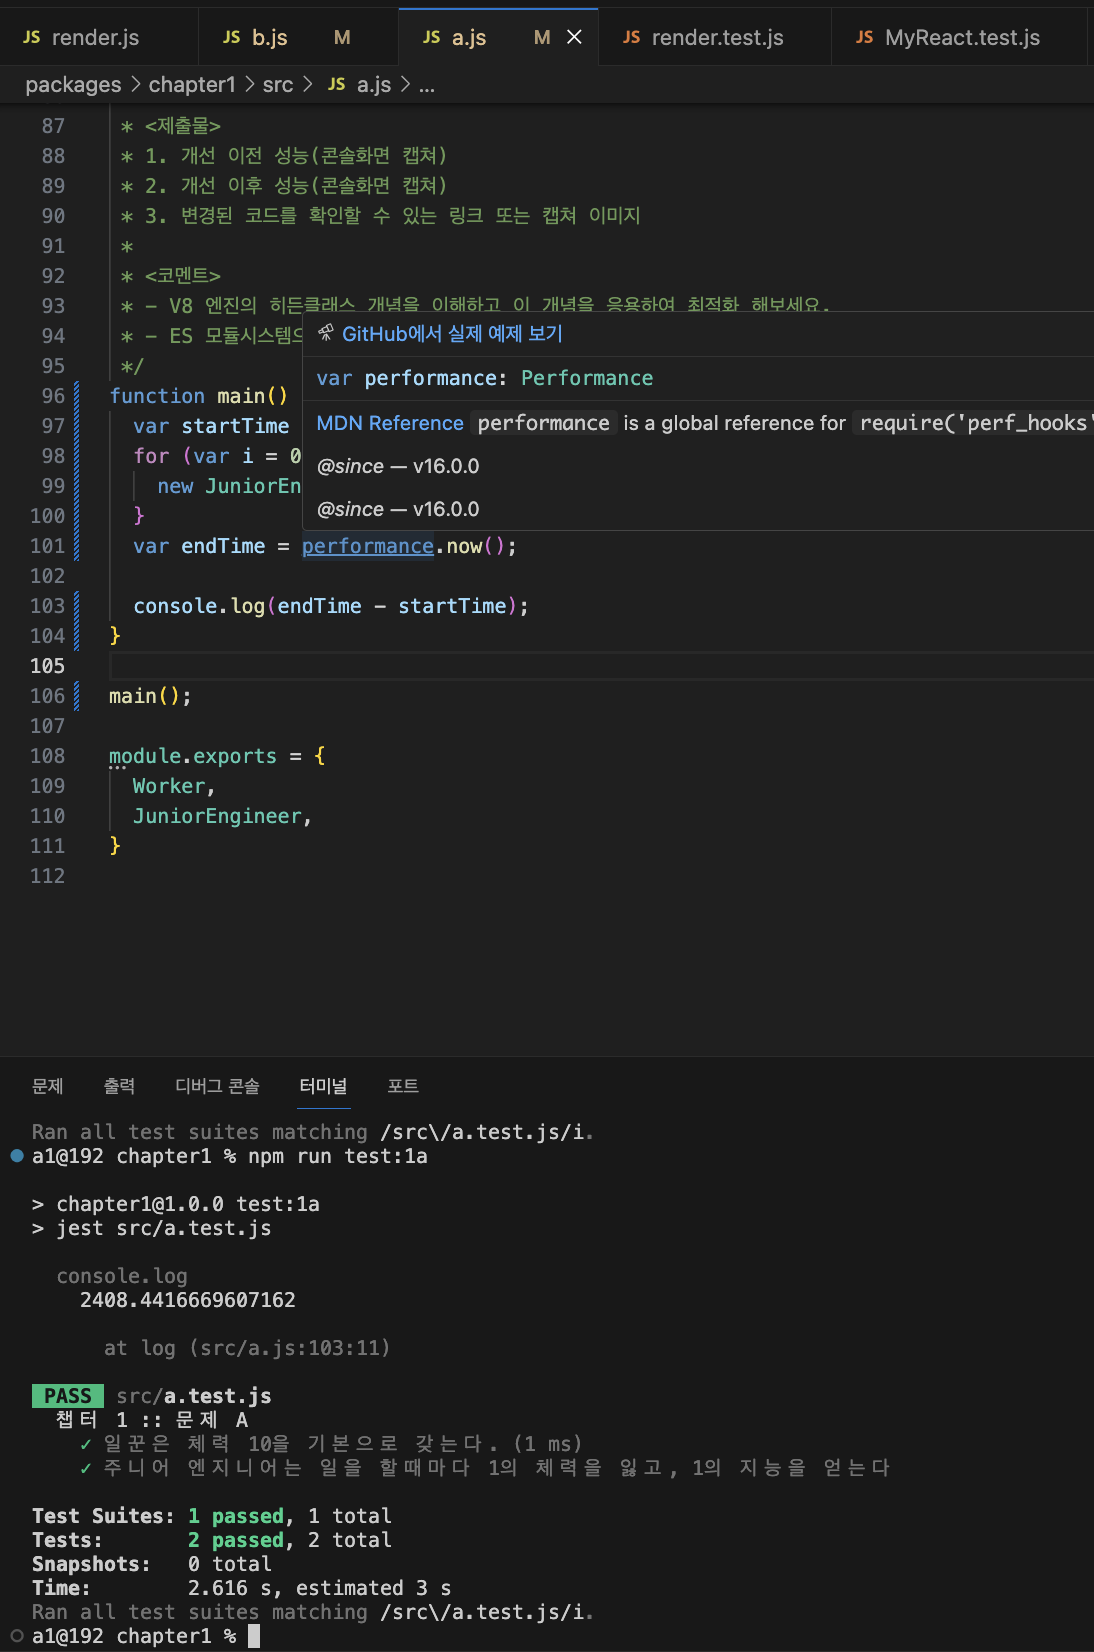 JS render.js JS b.js M JS a.js M × JS render.test.js JS MyReact.test.js
packages > chapter1 > src > JS a.js > ...
87 * <제출물>
88 * 1. 개선 이전 성능(콘솔화면 캡쳐)
89 * 2. 개선 이후 성능(콘솔화면 캡쳐)
90 * 3. 변경된 코드를 확인할 수 있는 링크 또는 캡쳐 이미지
91 *
92 * <코멘트>
93 * - V8 엔진의 히든클래스 개념을 이해하고 이 개념을 응용하여 최적화 해보세요.
94 * - ES 모듈시스템으
GitHub에서 실제 예제 보기
95 */
var performance: Performance
96 function main()
MDN Reference performance is a global reference for require('perf_hooks'
97 var startTime
98 for (var i = 0
@since — v16.0.0
99 new JuniorEn
@since — v16.0.0
100 }
101 var endTime = performance.now();
102
103 console.log(endTime - startTime);
104 }
105
106 main();
107
108 module.exports = {
109 Worker,
110 JuniorEngineer,
111 }
112
문제 출력 디버그 콘솔 터미널 포트
Ran all test suites matching /src\/a.test.js/i.
a1@192 chapter1 % npm run test:1a
> chapter1@1.0.0 test:1a
> jest src/a.test.js
console.log
2408.4416669607162
at log (src/a.js:103:11)
PASS src/a.test.js
챕터 1 :: 문제 A
✓ 일꾼은 체력 10을 기본으로 갖는다. (1 ms)
✓ 주니어 엔지니어는 일을 할때마다 1의 체력을 잃고, 1의 지능을 얻는다
Test Suites: 1 passed, 1 total
Tests: 2 passed, 2 total
Snapshots: 0 total
Time: 2.616 s, estimated 3 s
Ran all test suites matching /src\/a.test.js/i.
a1@192 chapter1 %